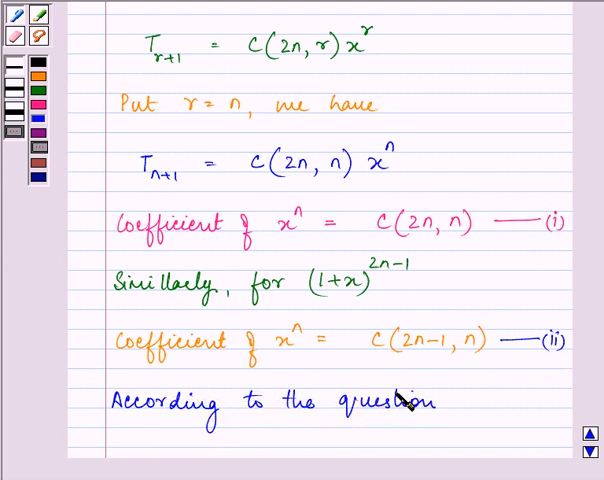 T_{r+1} = C(2n, r) x^r
Put r = n, we have
T_{n+1} = C(2n, n) x^n
Coefficient of x^n = C(2n, n) —— (i)
Similarly, for (1+x)^{2n-1}
Coefficient of x^n = C(2n-1, n) —— (ii)
According to the question